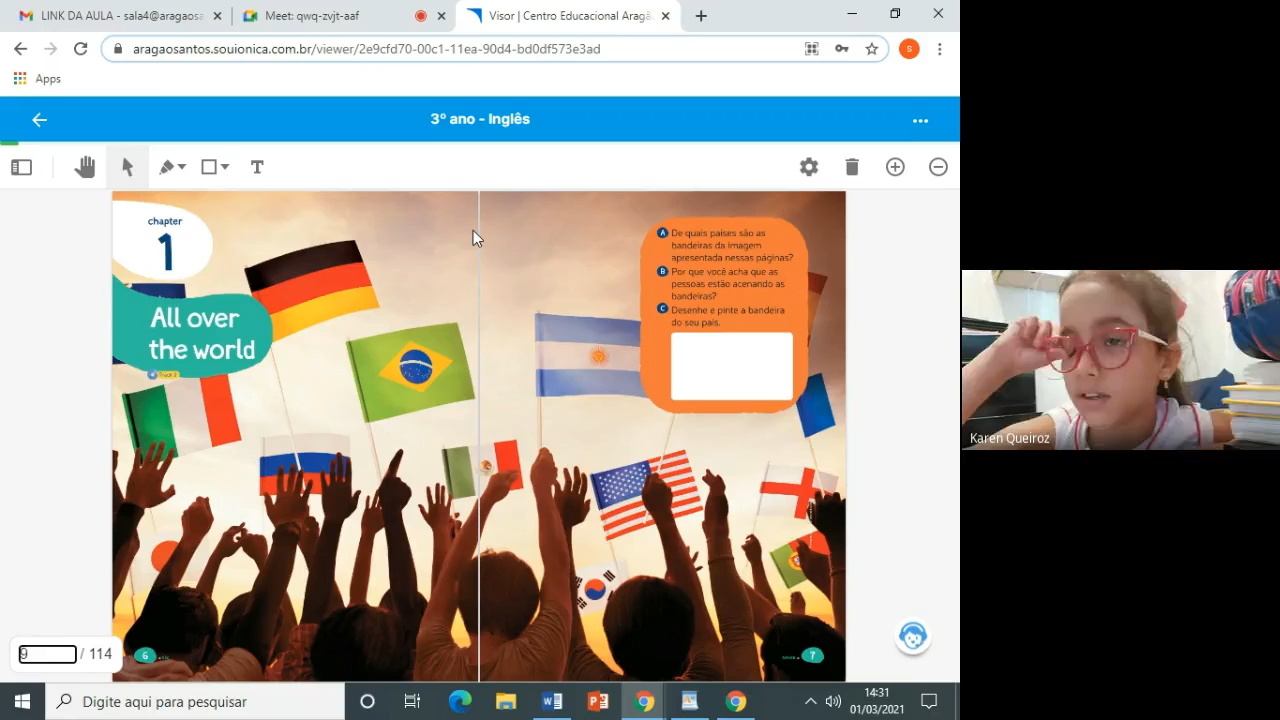 LINK DA AULA - sala4@aragaosa
Meet: qwq-zvjt-aaf
Visor | Centro Educacional Aragã
aragaosantos.souionica.com.br/viewer/2e9cfd70-00c1-11ea-90d4-bd0df573e3ad
S
Apps
3º ano - Inglês
T
chapter
1
All over
the world
A De quais países são as
bandeiras da imagem
apresentada nessas páginas?
B Por que você acha que as
pessoas estão acenando as
bandeiras?
C Desenhe e pinte a bandeira
do seu país.
Karen Queiroz
9 / 114
6
7
Digite aqui para pesquisar
14:31
01/03/2021